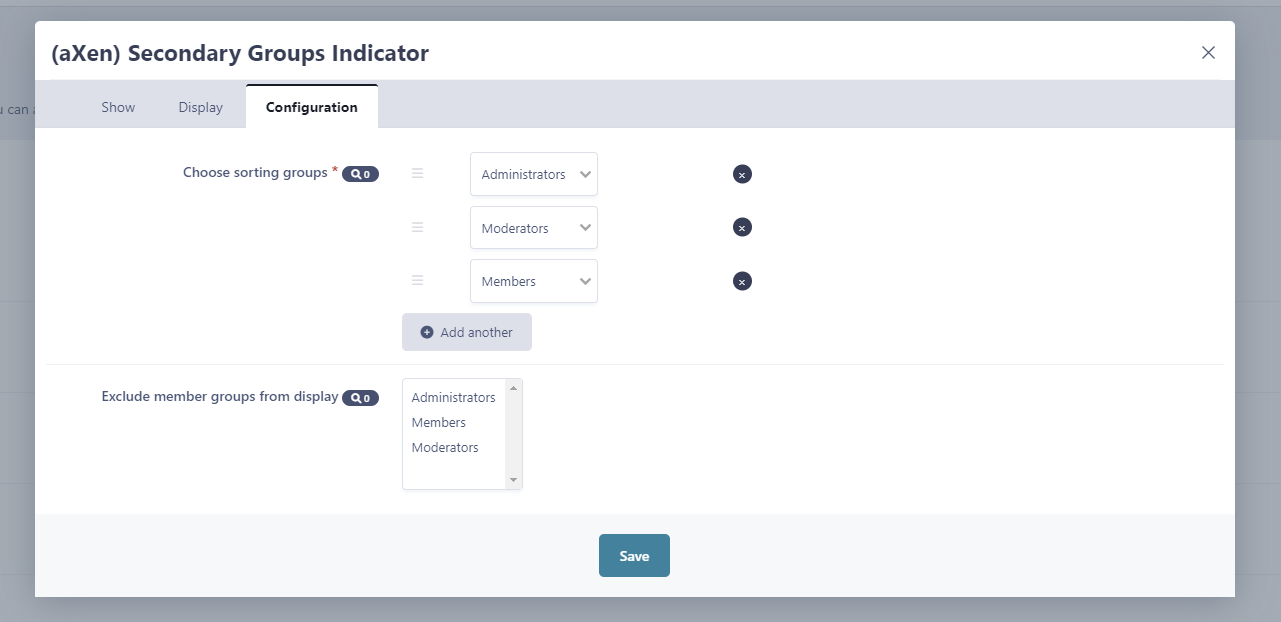 (aXen) Secondary Groups Indicator
u can a
Show Display Configuration
Choose sorting groups * 0
Administrators
Moderators
Members
Add another
Exclude member groups from display 0
Administrators
Members
Moderators
Save